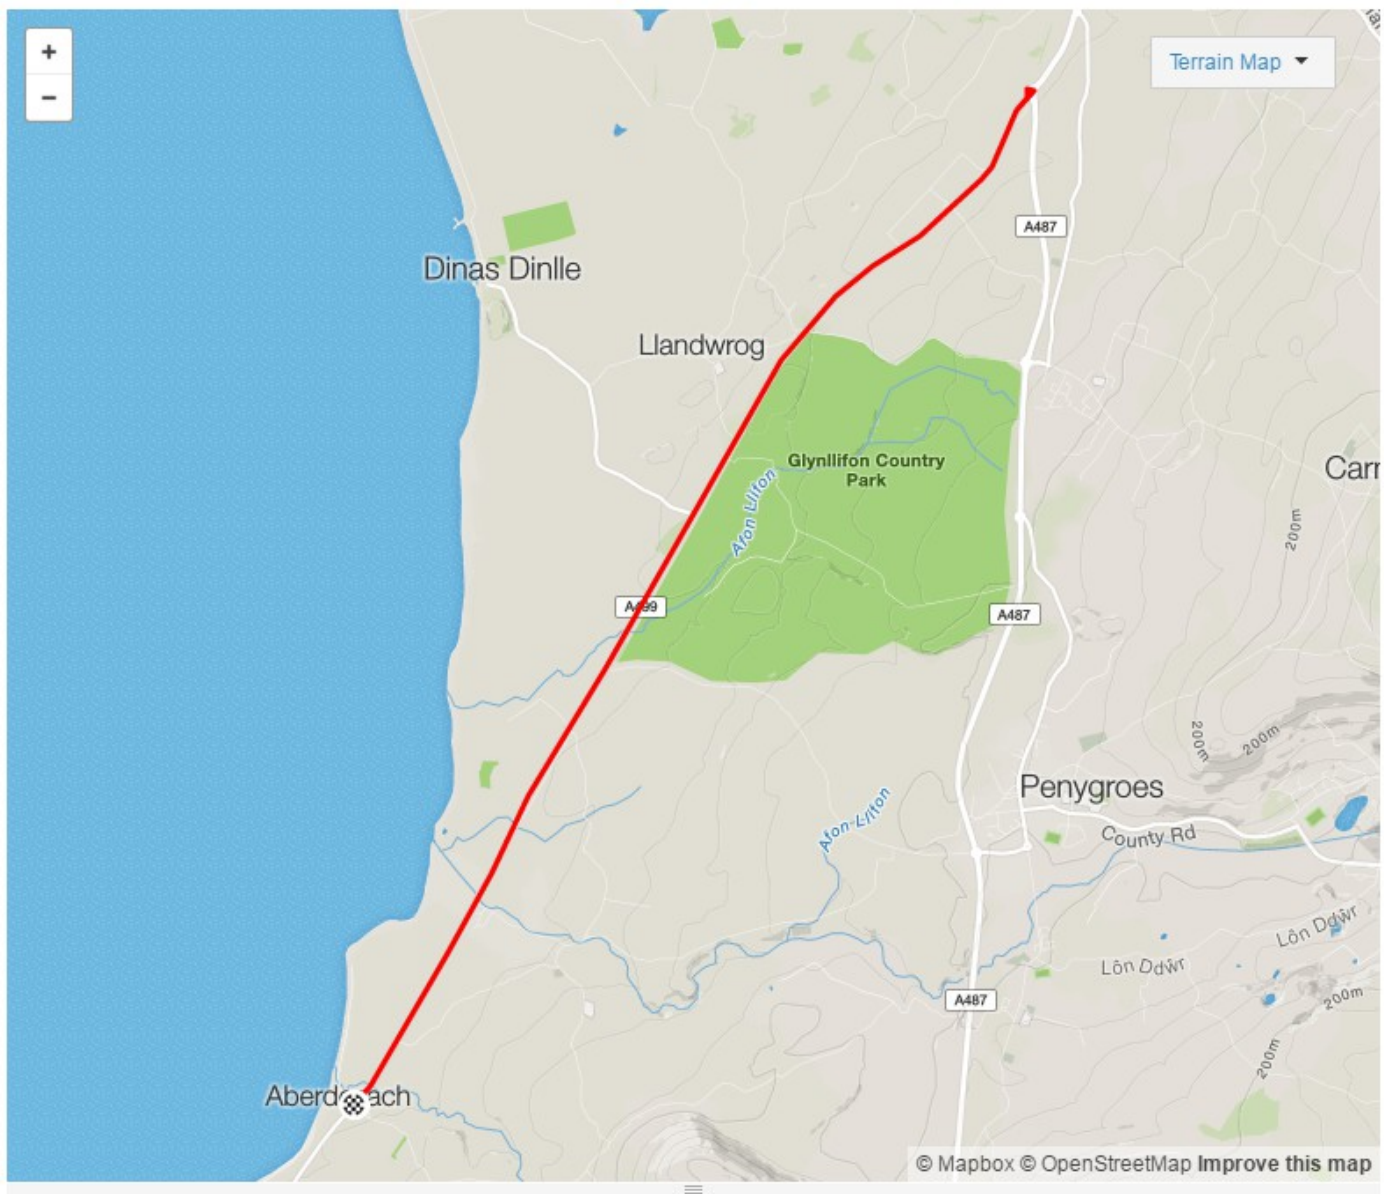 +
Terrain Map
−
A487
Dinas Dinlle
Llandwrog
Glynllifon Country
Park
Carr
Afon Llifon
200m
A499
A487
200m
200m
Penygroes
Afon Llifon
County Rd
Lôn Ddŵr
Lôn Ddŵr
A487
200m
200m
© Mapbox © OpenStreetMap Improve this map